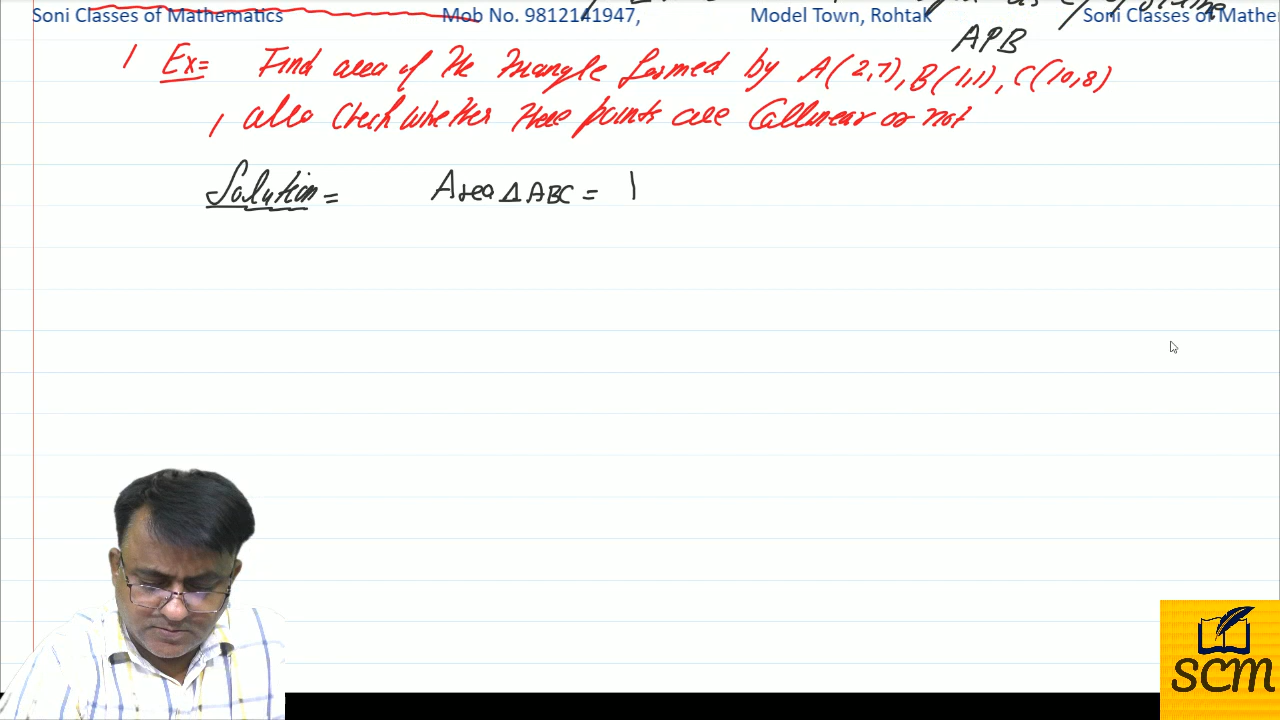 Soni Classes of Mathematics Mob No. 9812141947, Model Town, Rohtak Soni Classes of Mathe
APB
1 Ex= Find area of the triangle formed by A(2,7), B(1,1), C(10,8)
1 also Check whether these points are Collinear or not
Solution= Area Δ ABC = 1
SCM